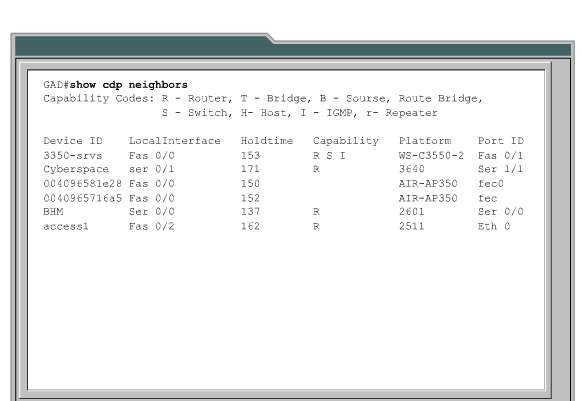 GAD#show cdp neighbors
Capability Codes: R - Router, T - Bridge, B - Sourse, Route Bridge,
S - Switch, H- Host, I - IGMP, r- Repeater
Device ID LocalInterface Holdtime Capability Platform Port ID
3350-srvs Fas 0/0 153 R S I WS-C3550-2 Fas 0/1
Cyberspace ser 0/1 171 R 3640 Ser 1/1
004096581e28 Fas 0/0 150 AIR-AP350 fec0
0040965716a5 Fas 0/0 152 AIR-AP350 fec
BHM Ser 0/0 137 R 2601 Ser 0/0
access1 Fas 0/2 162 R 2511 Eth 0